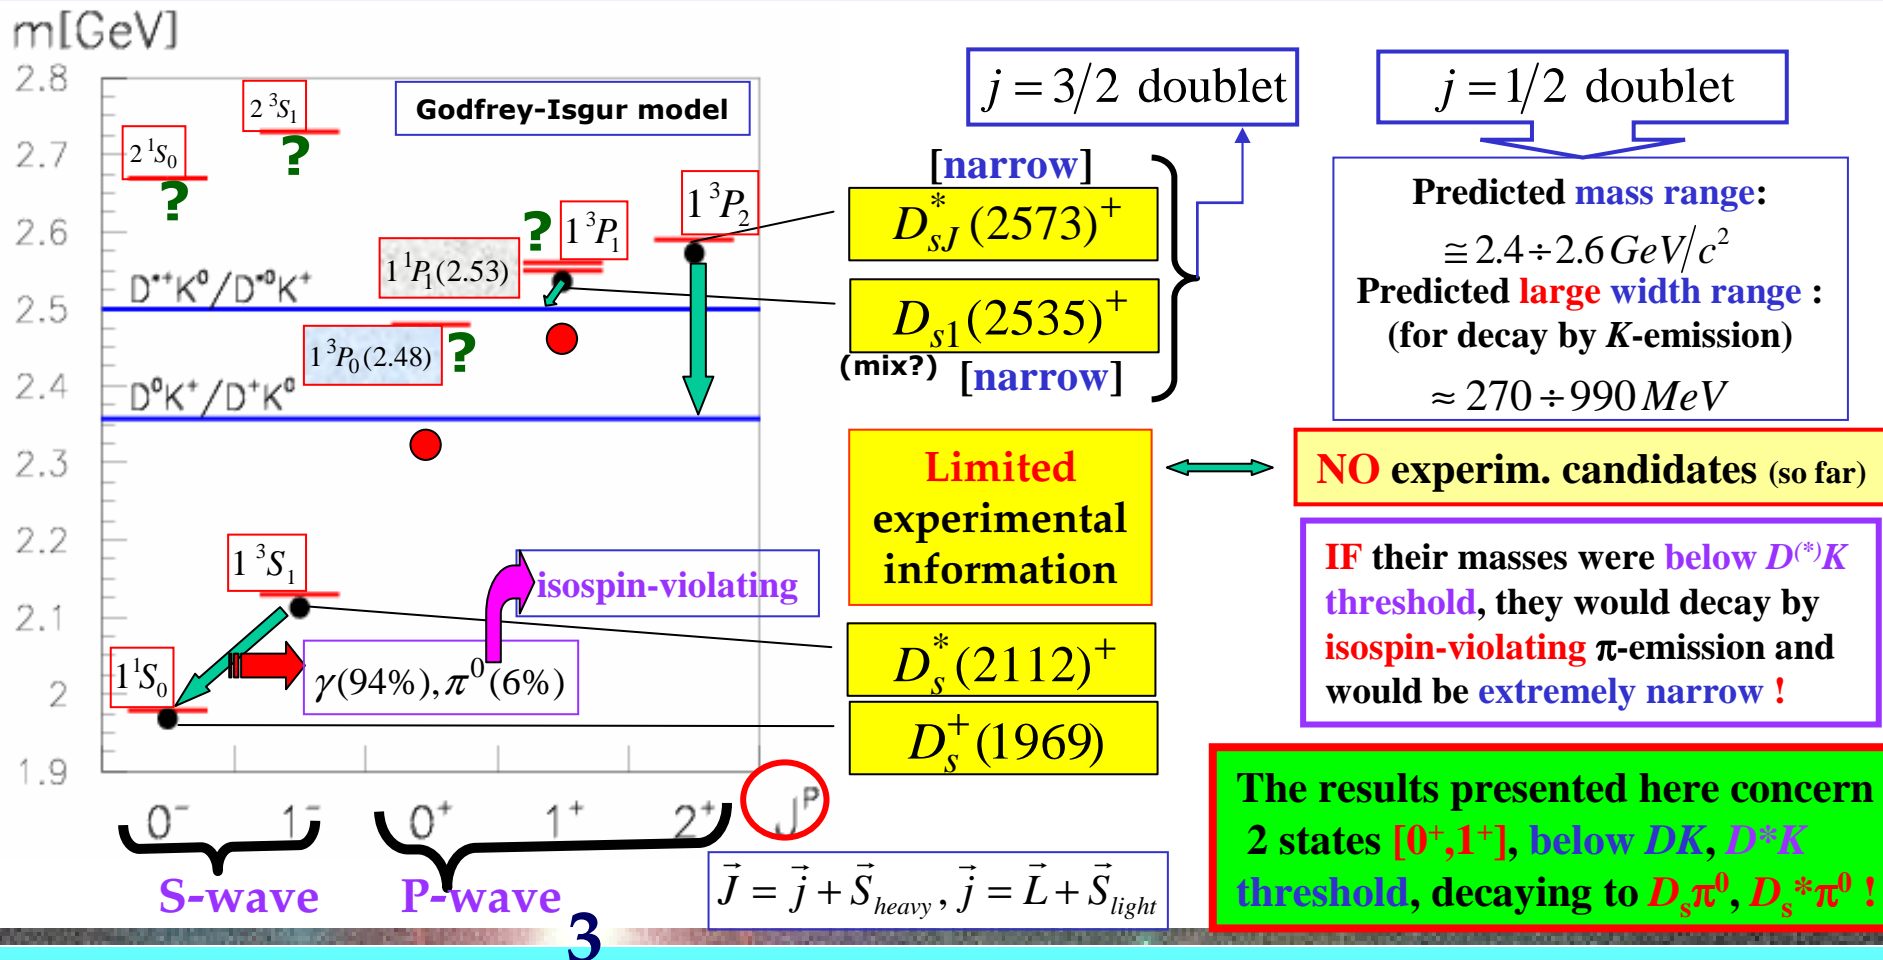 m[GeV]
2.8
2.7
2.6
2.5
2.4
2.3
2.2
2.1
2
1.9
Godfrey-Isgur model
2 ³S₁
?
2 ¹S₀
?
1 ³P₂
? 1 ³P₁
1 ¹P₁(2.53)
D*⁺K⁰/D*⁰K⁺
1 ³P₀(2.48) ?
D⁰K⁺/D⁺K⁰
1 ³S₁
isospin-violating
1 ¹S₀
γ(94%), π⁰(6%)
0⁻ 1⁻ 0⁺ 1⁺ 2⁺ Jᴾ
S-wave P-wave
j = 3/2 doublet
[narrow]
D*sJ(2573)⁺
Ds1(2535)⁺
(mix?) [narrow]
Limited
experimental
information
D*s(2112)⁺
D⁺s(1969)
J⃗ = j⃗ + S⃗heavy, j⃗ = L⃗ + S⃗light
j = 1/2 doublet
Predicted mass range:
≅ 2.4 ÷ 2.6 GeV/c²
Predicted large width range :
(for decay by K-emission)
≈ 270 ÷ 990 MeV
NO experim. candidates (so far)
IF their masses were below D⁽*⁾K
threshold, they would decay by
isospin-violating π-emission and
would be extremely narrow !
The results presented here concern
2 states [0⁺,1⁺], below DK, D*K
threshold, decaying to Dsπ⁰, Ds*π⁰ !
3